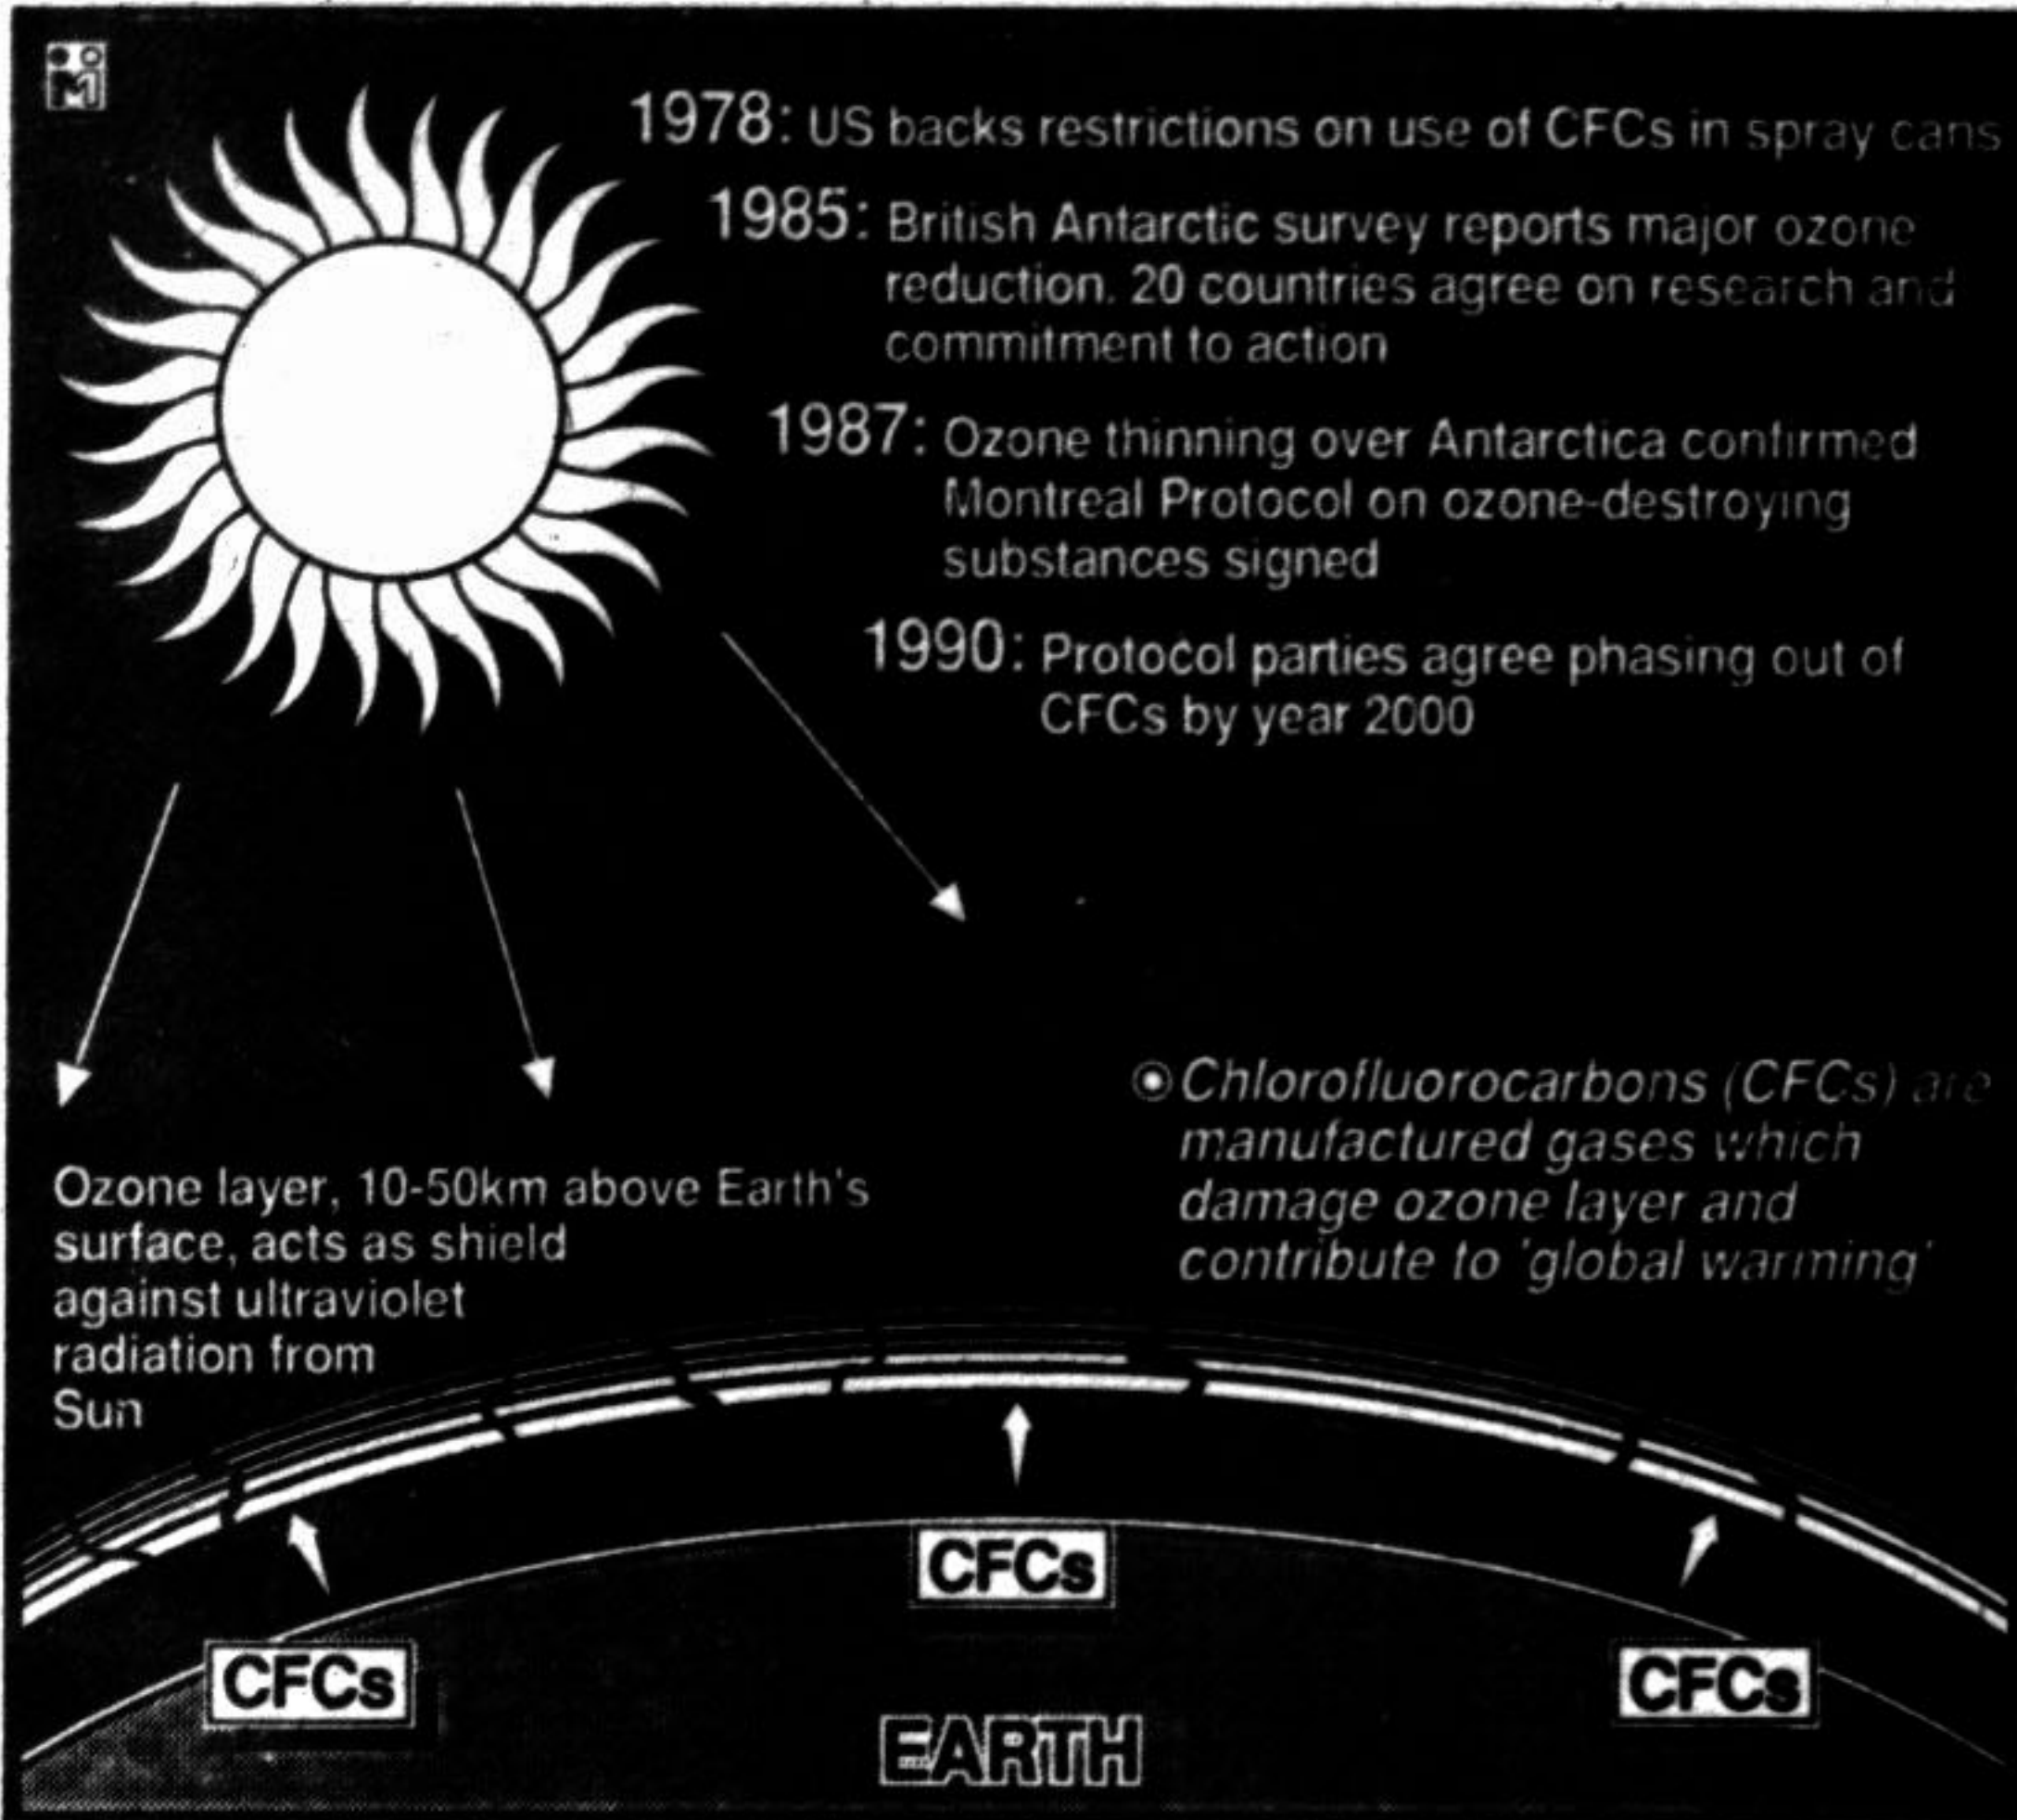 1978: US backs restrictions on use of CFCs in spray cans
1985: British Antarctic survey reports major ozone
reduction. 20 countries agree on research and
commitment to action
1987: Ozone thinning over Antarctica confirmed
Montreal Protocol on ozone-destroying
substances signed
1990: Protocol parties agree phasing out of
CFCs by year 2000
Chlorofluorocarbons (CFCs) are
manufactured gases which
damage ozone layer and
contribute to 'global warming'
Ozone layer, 10-50km above Earth's
surface, acts as shield
against ultraviolet
radiation from
Sun
CFCs
CFCs
CFCs
EARTH